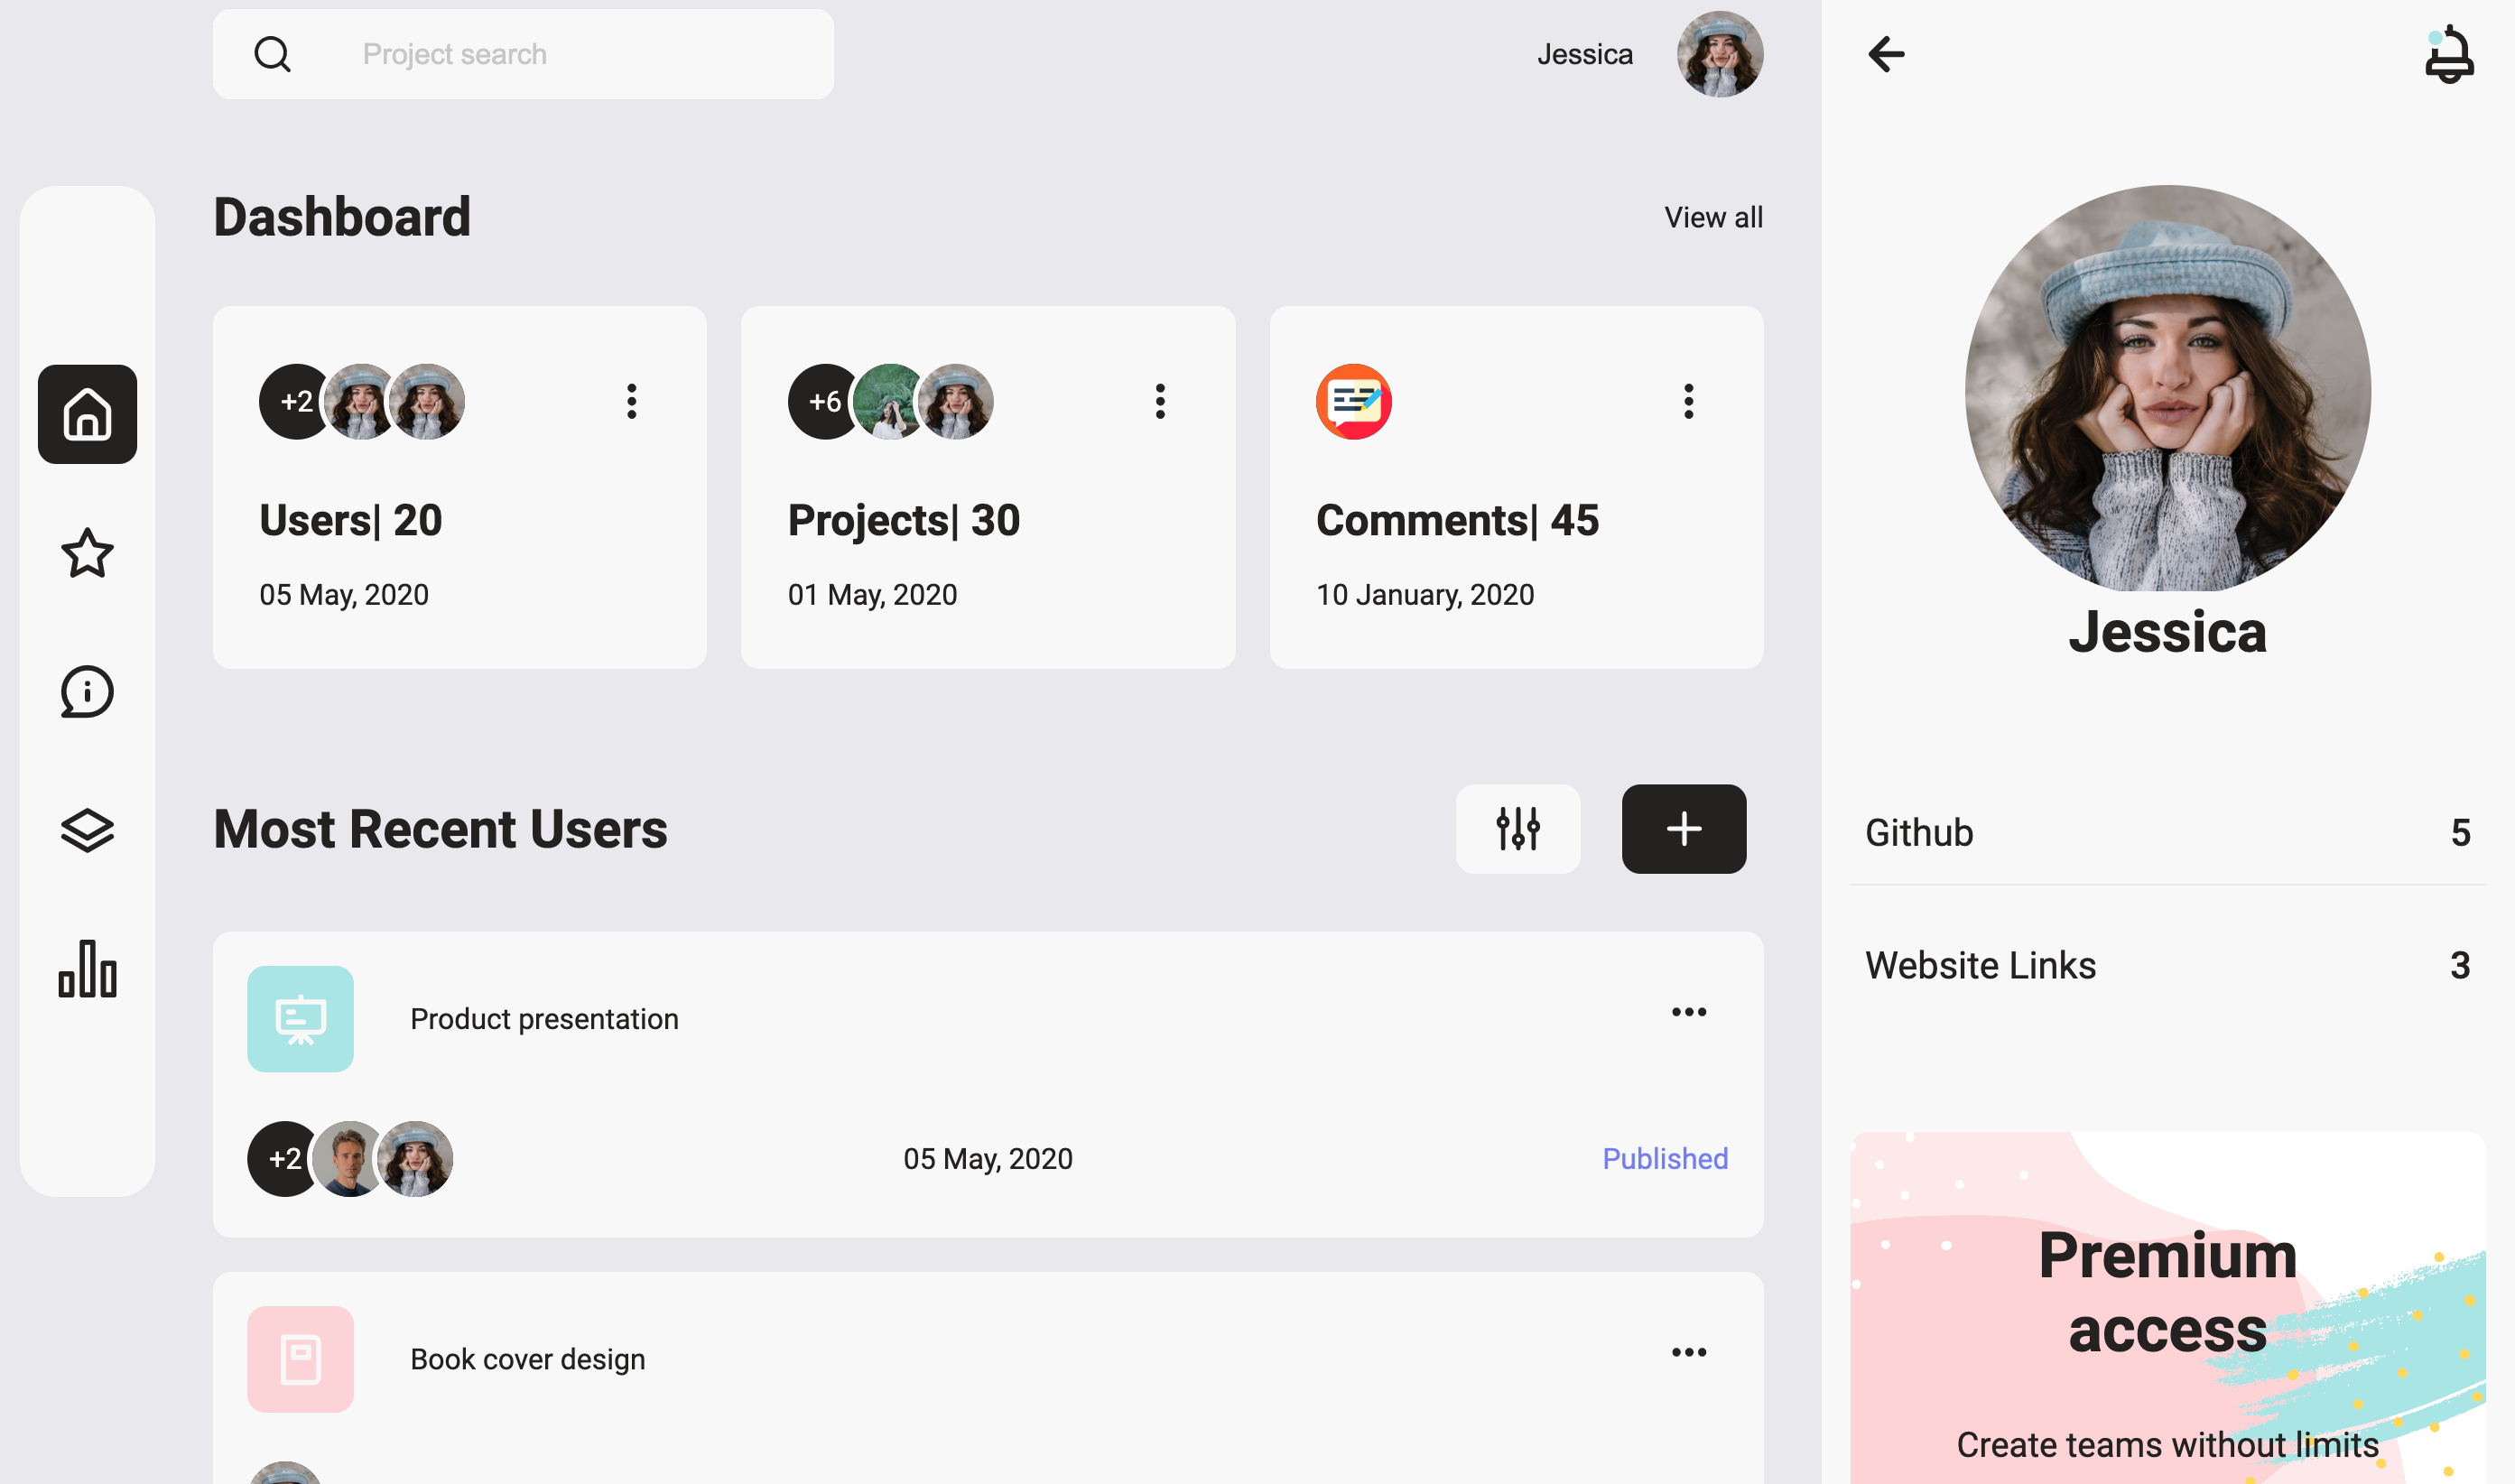 Project search
Jessica
Dashboard
View all
+2
Users| 20
05 May, 2020
+6
Projects| 30
01 May, 2020
Comments| 45
10 January, 2020
Most Recent Users
Product presentation
+2
05 May, 2020
Published
Book cover design
Jessica
Github
5
Website Links
3
Premium
access
Create teams without limits